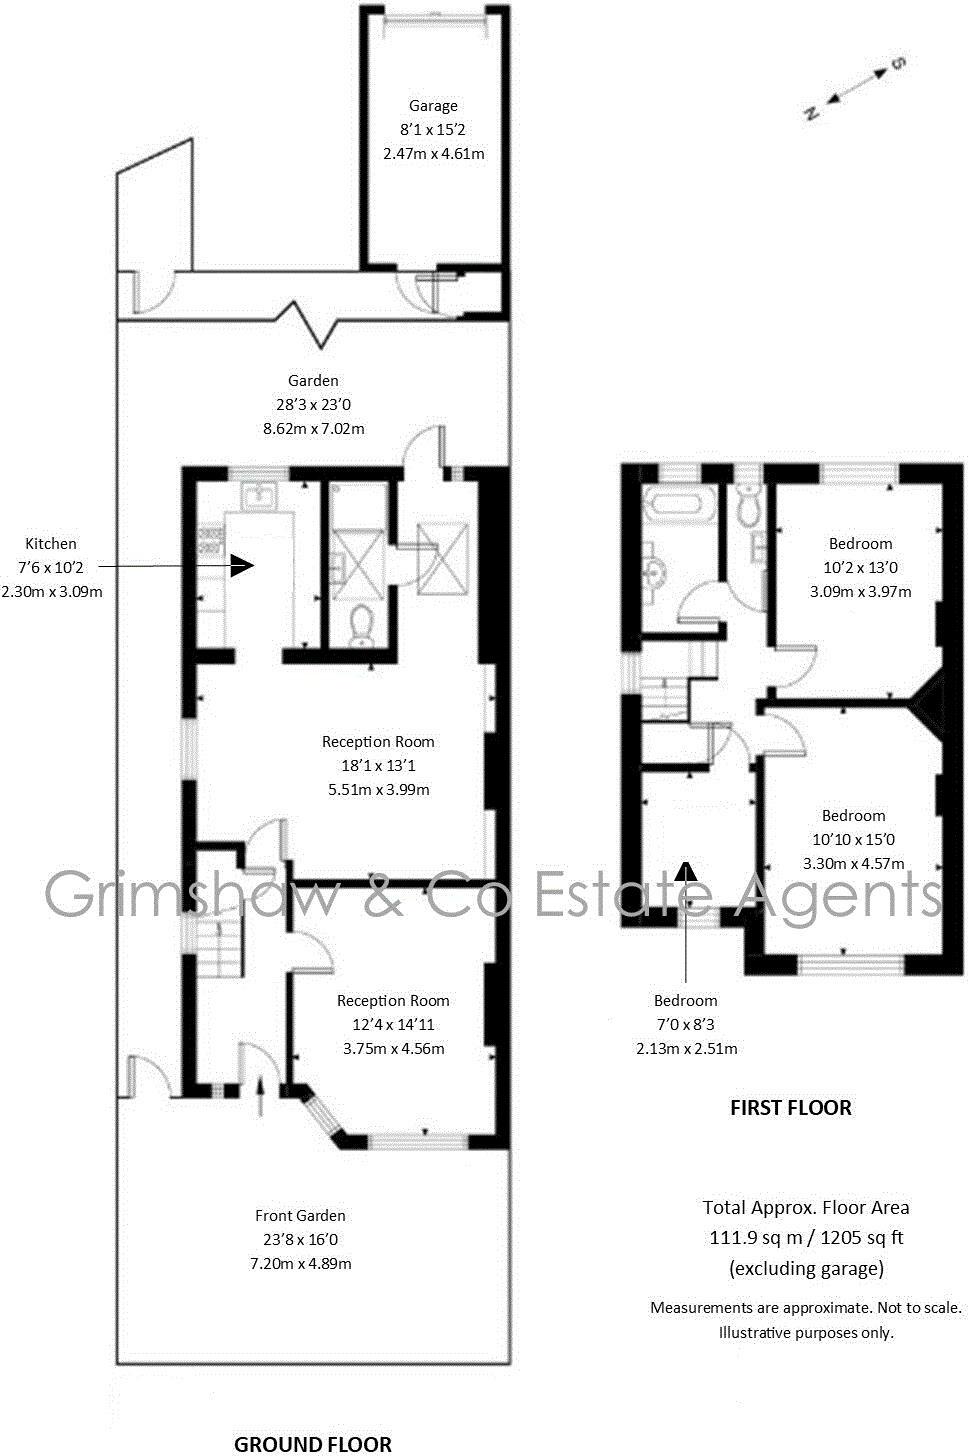 Garage
8'1 x 15'2
2.47m x 4.61m
S
N
Garden
28'3 x 23'0
8.62m x 7.02m
Kitchen
7'6 x 10'2
2.30m x 3.09m
Bedroom
10'2 x 13'0
3.09m x 3.97m
Reception Room
18'1 x 13'1
5.51m x 3.99m
Bedroom
10'10 x 15'0
3.30m x 4.57m
Grimshaw & Co Estate Agents
Reception Room
12'4 x 14'11
3.75m x 4.56m
Bedroom
7'0 x 8'3
2.13m x 2.51m
FIRST FLOOR
Front Garden
23'8 x 16'0
7.20m x 4.89m
Total Approx. Floor Area
111.9 sq m / 1205 sq ft
(excluding garage)
Measurements are approximate. Not to scale.
Illustrative purposes only.
GROUND FLOOR